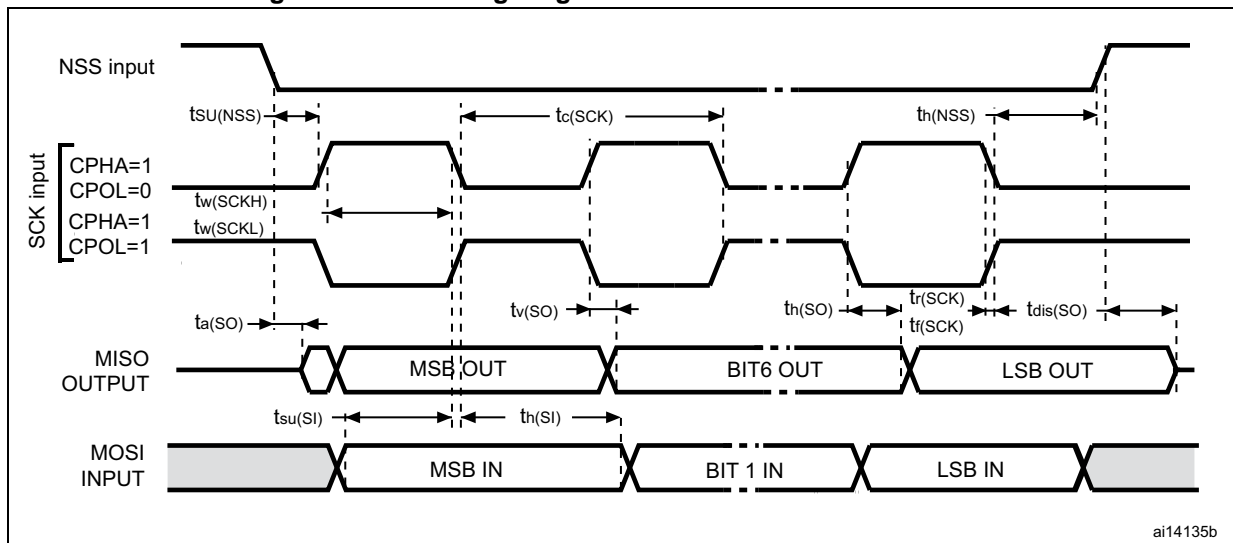 NSS input
tSU(NSS)
tc(SCK)
th(NSS)
SCK input
CPHA=1
CPOL=0
tw(SCKH)
CPHA=1
tw(SCKL)
CPOL=1
ta(SO)
tv(SO)
th(SO)
tr(SCK)
tf(SCK)
tdis(SO)
MISO
OUTPUT
MSB OUT
BIT6 OUT
LSB OUT
tsu(SI)
th(SI)
MOSI
INPUT
MSB IN
BIT 1 IN
LSB IN
ai14135b